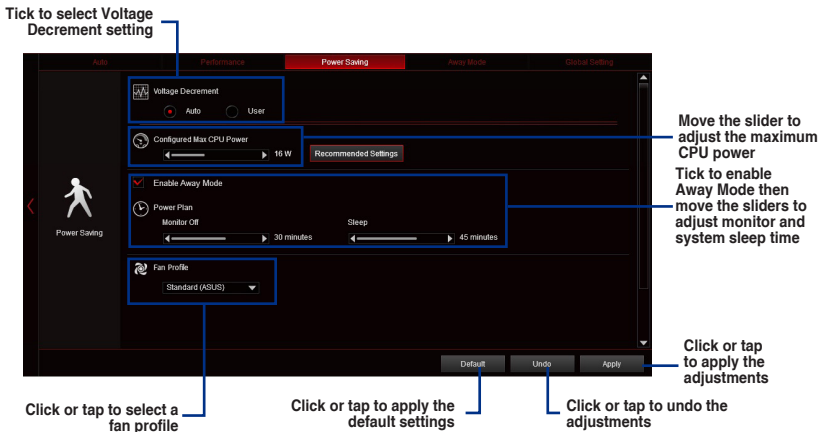 Tick to select Voltage
Decrement setting
Auto
Performance
Power Saving
Away Mode
Global Setting
Voltage Decrement
Auto
User
Configured Max CPU Power
16 W
Recommended Settings
Move the slider to
adjust the maximum
CPU power
Enable Away Mode
Power Plan
Monitor Off
Sleep
30 minutes
45 minutes
Tick to enable
Away Mode then
move the sliders to
adjust monitor and
system sleep time
Power Saving
Fan Profile
Standard (ASUS)
Default
Undo
Apply
Click or tap
to apply the
adjustments
Click or tap to select a
fan profile
Click or tap to apply the
default settings
Click or tap to undo the
adjustments